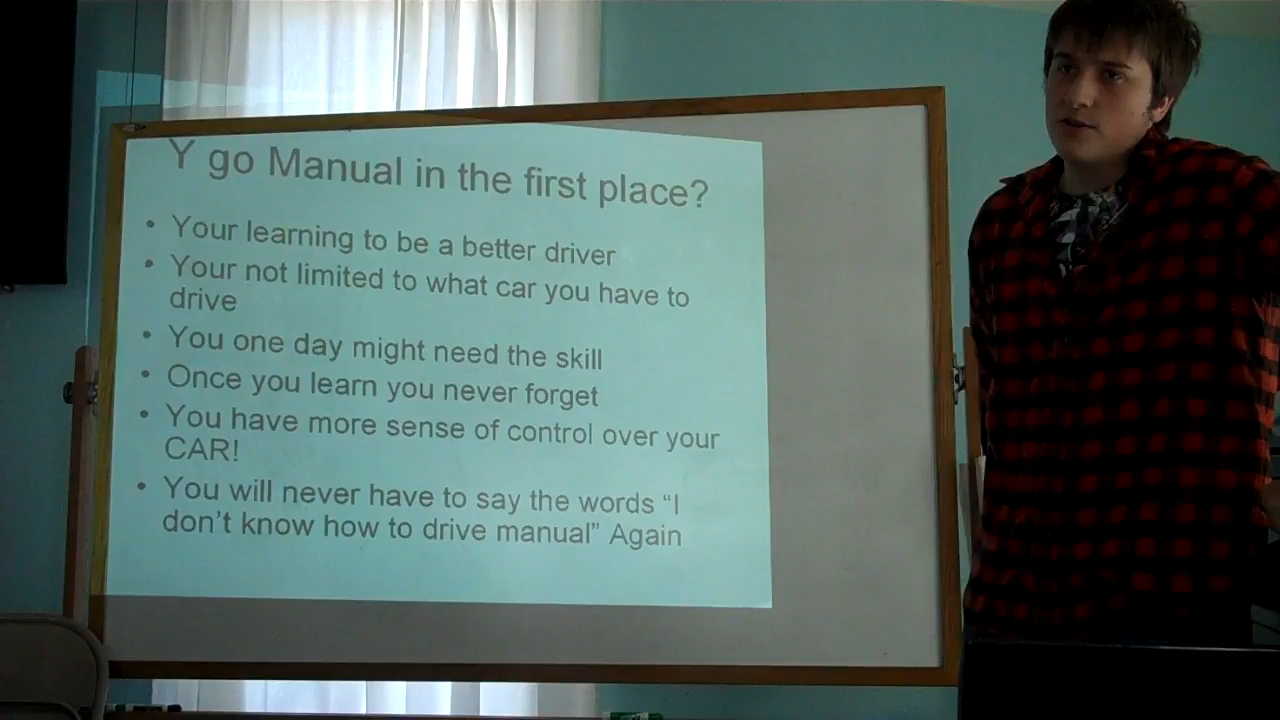 Y go Manual in the first place?
• Your learning to be a better driver
• Your not limited to what car you have to
drive
• You one day might need the skill
• Once you learn you never forget
• You have more sense of control over your
CAR!
• You will never have to say the words “I
don’t know how to drive manual” Again